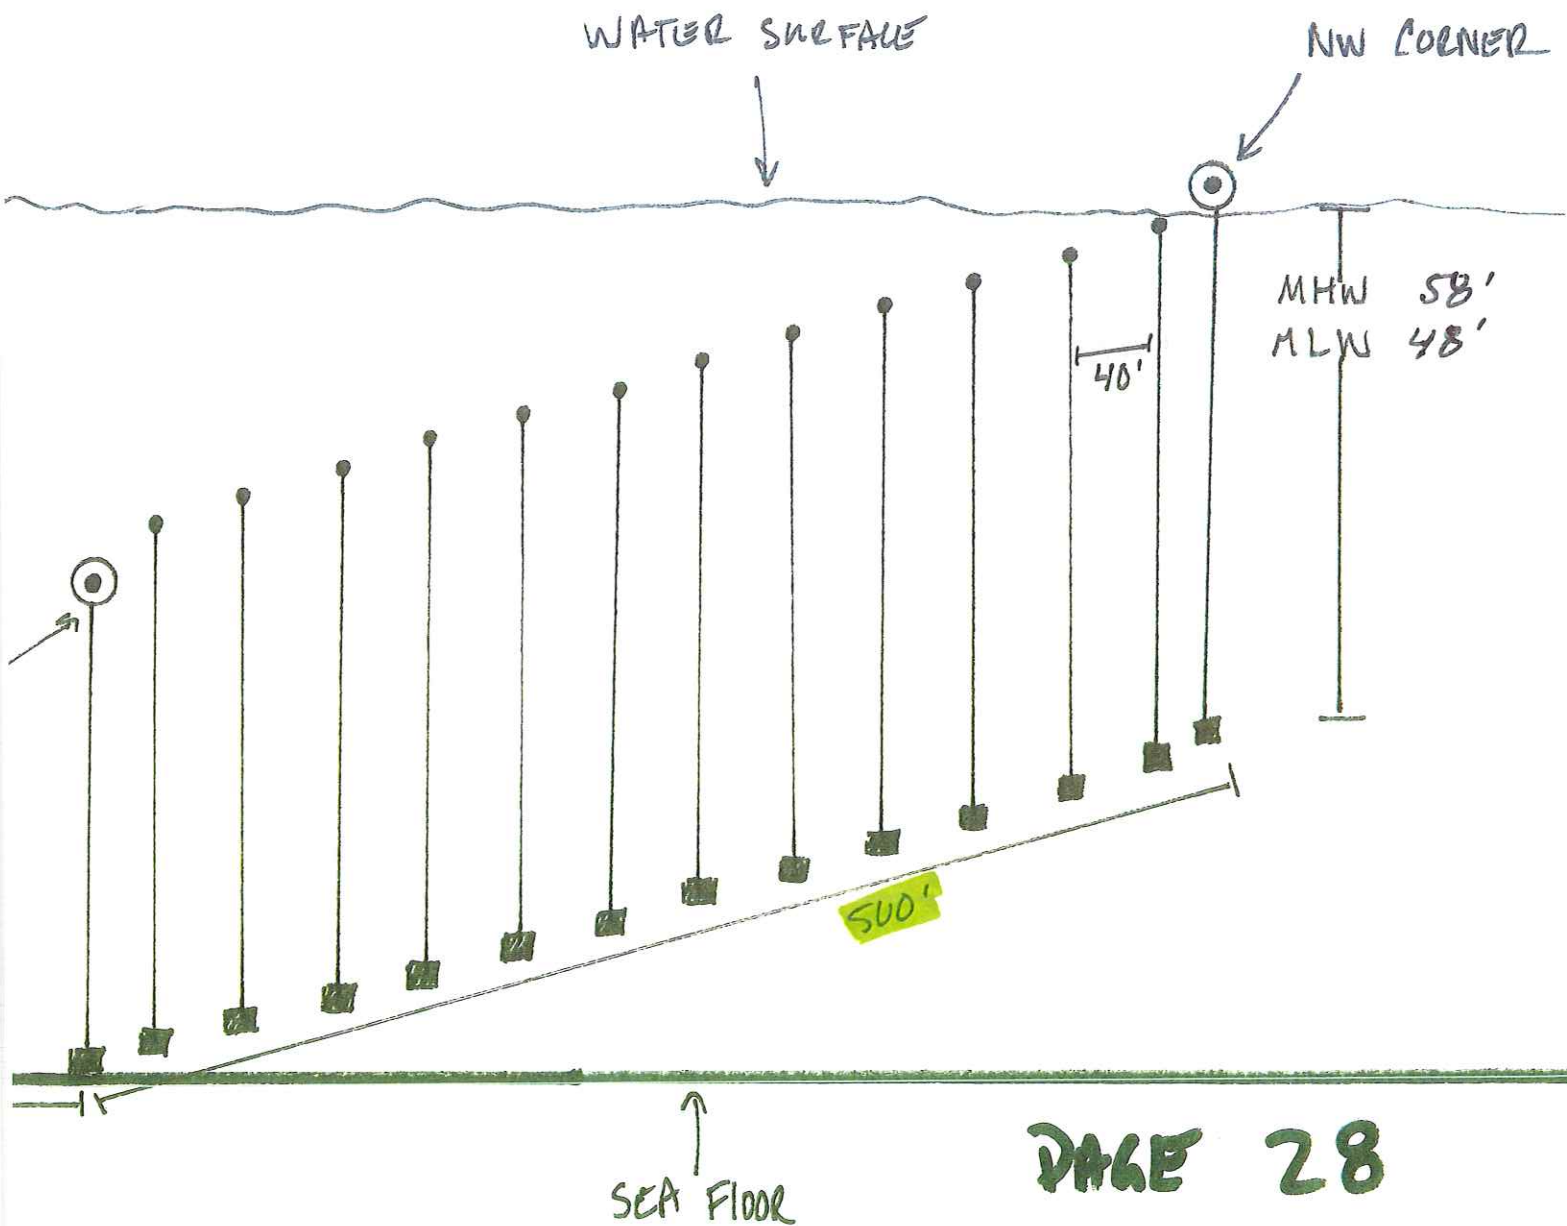 WATER SURFACE
NW CORNER
MHW 58'
MLW 48'
40'
500'
SEA FLOOR
PAGE 28